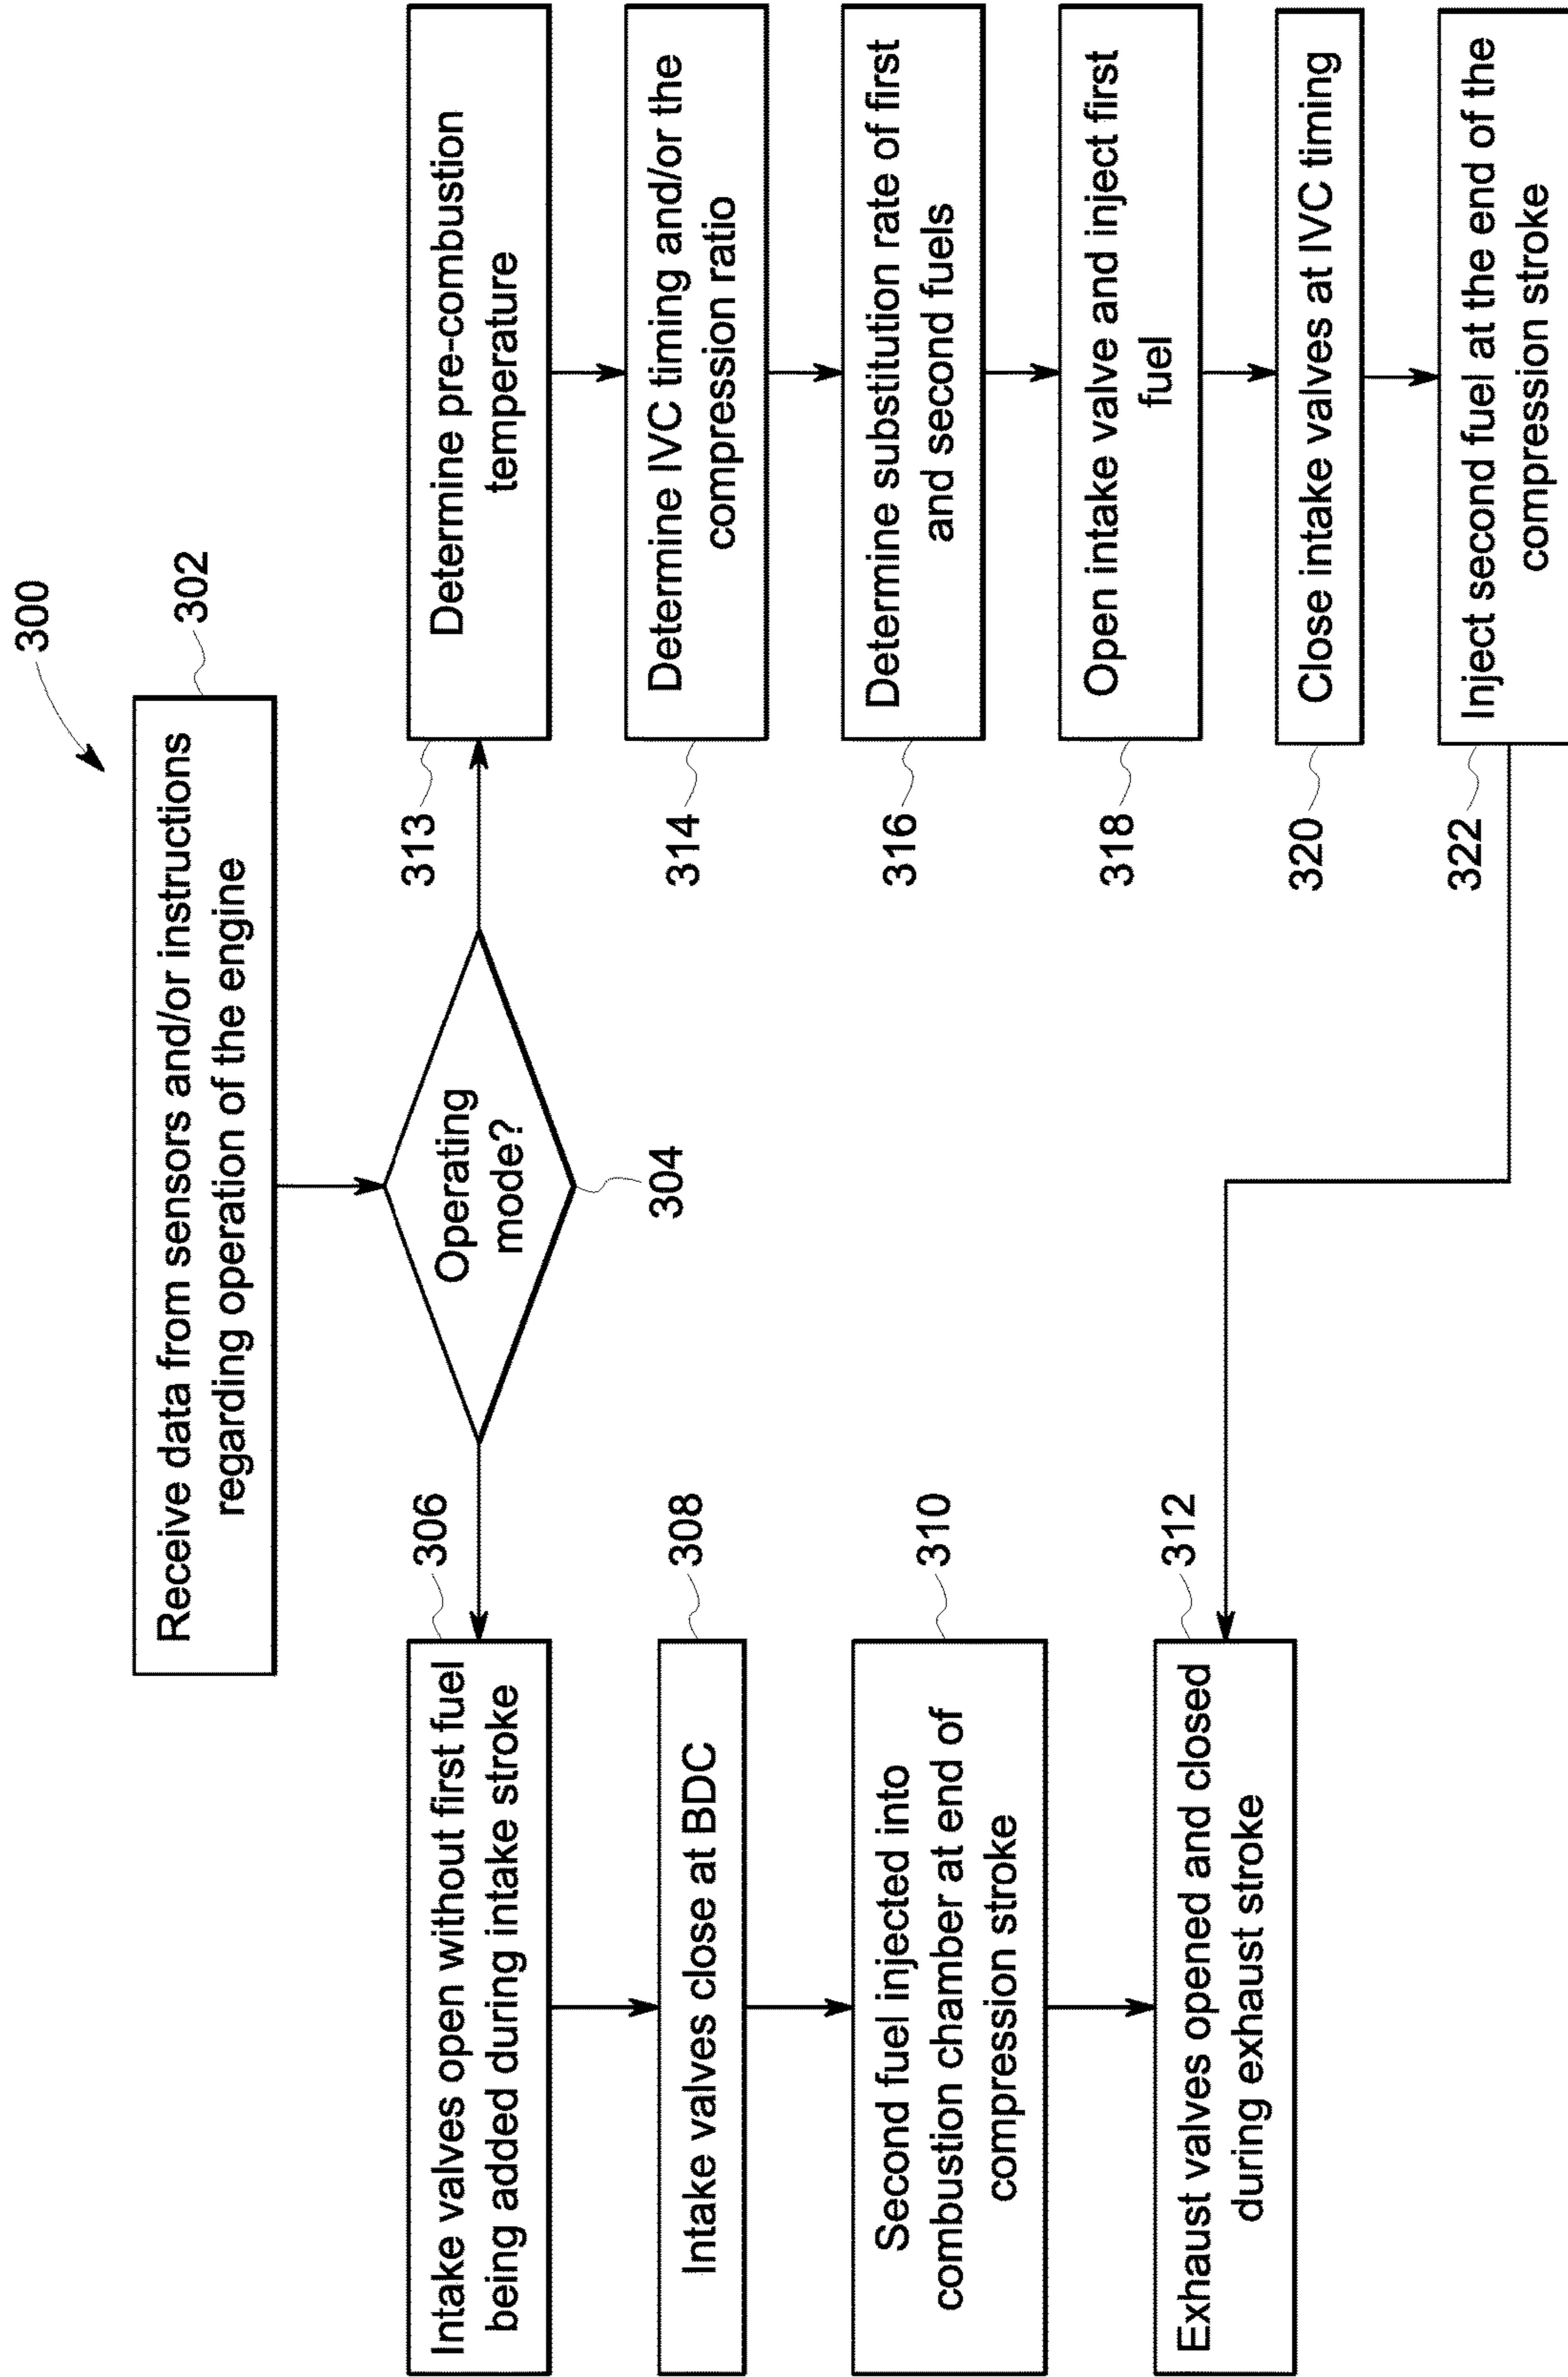 300
302
Receive data from sensors and/or instructions
regarding operation of the engine
Operating
mode?
304
306
Intake valves open without first fuel
being added during intake stroke
308
Intake valves close at BDC
310
Second fuel injected into
combustion chamber at end of
compression stroke
312
Exhaust valves opened and closed
during exhaust stroke
313
Determine pre-combustion
temperature
314
Determine IVC timing and/or the
compression ratio
316
Determine substitution rate of first
and second fuels
318
Open intake valve and inject first
fuel
320
Close intake valves at IVC timing
322
Inject second fuel at the end of the
compression stroke